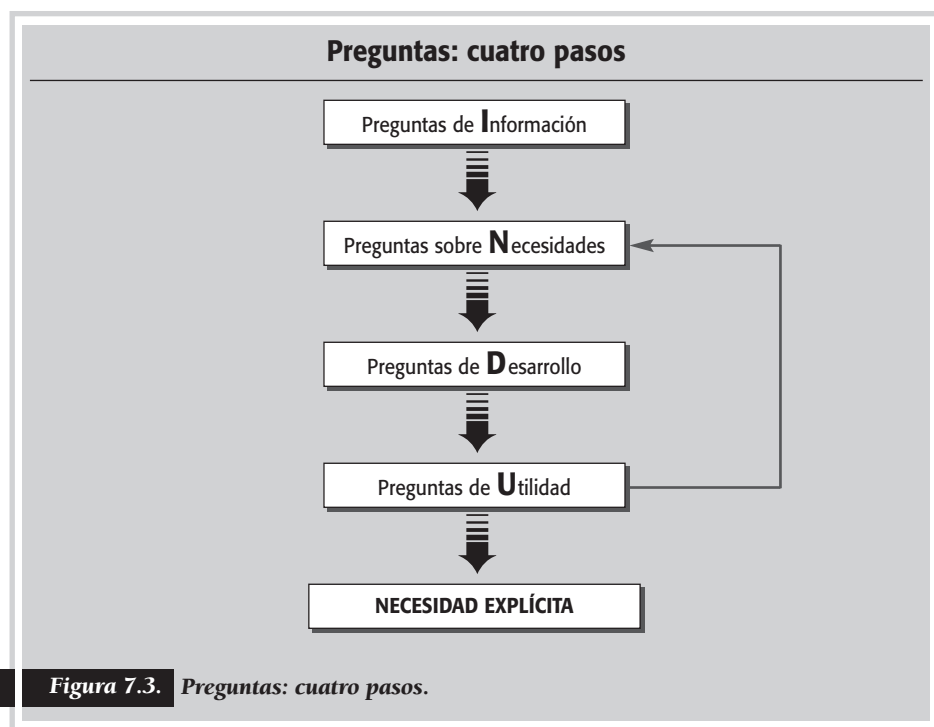 Preguntas: cuatro pasos
Preguntas de Información
Preguntas sobre Necesidades
Preguntas de Desarrollo
Preguntas de Utilidad
NECESIDAD EXPLÍCITA
Figura 7.3. Preguntas: cuatro pasos.